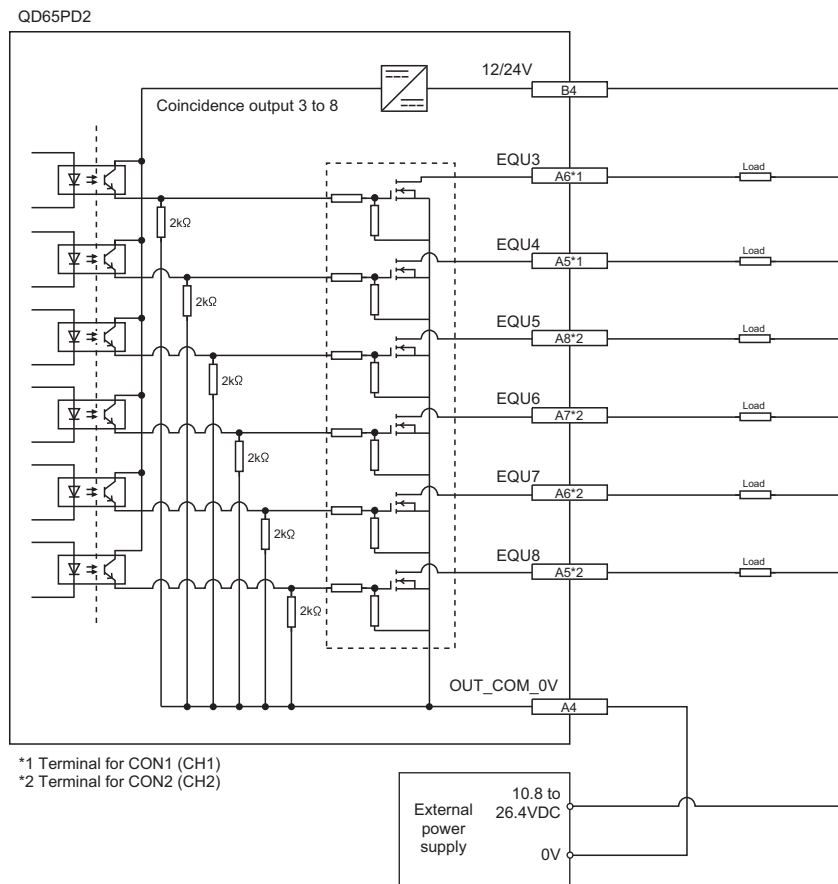 QD65PD2
12/24V
B4
Coincidence output 3 to 8
EQU3
A6*1
Load
2kΩ
EQU4
A5*1
Load
2kΩ
EQU5
A8*2
Load
2kΩ
EQU6
A7*2
Load
2kΩ
EQU7
A6*2
Load
2kΩ
EQU8
A5*2
Load
2kΩ
OUT_COM_0V
A4
*1 Terminal for CON1 (CH1)
*2 Terminal for CON2 (CH2)
External
power
supply
10.8 to
26.4VDC
0V